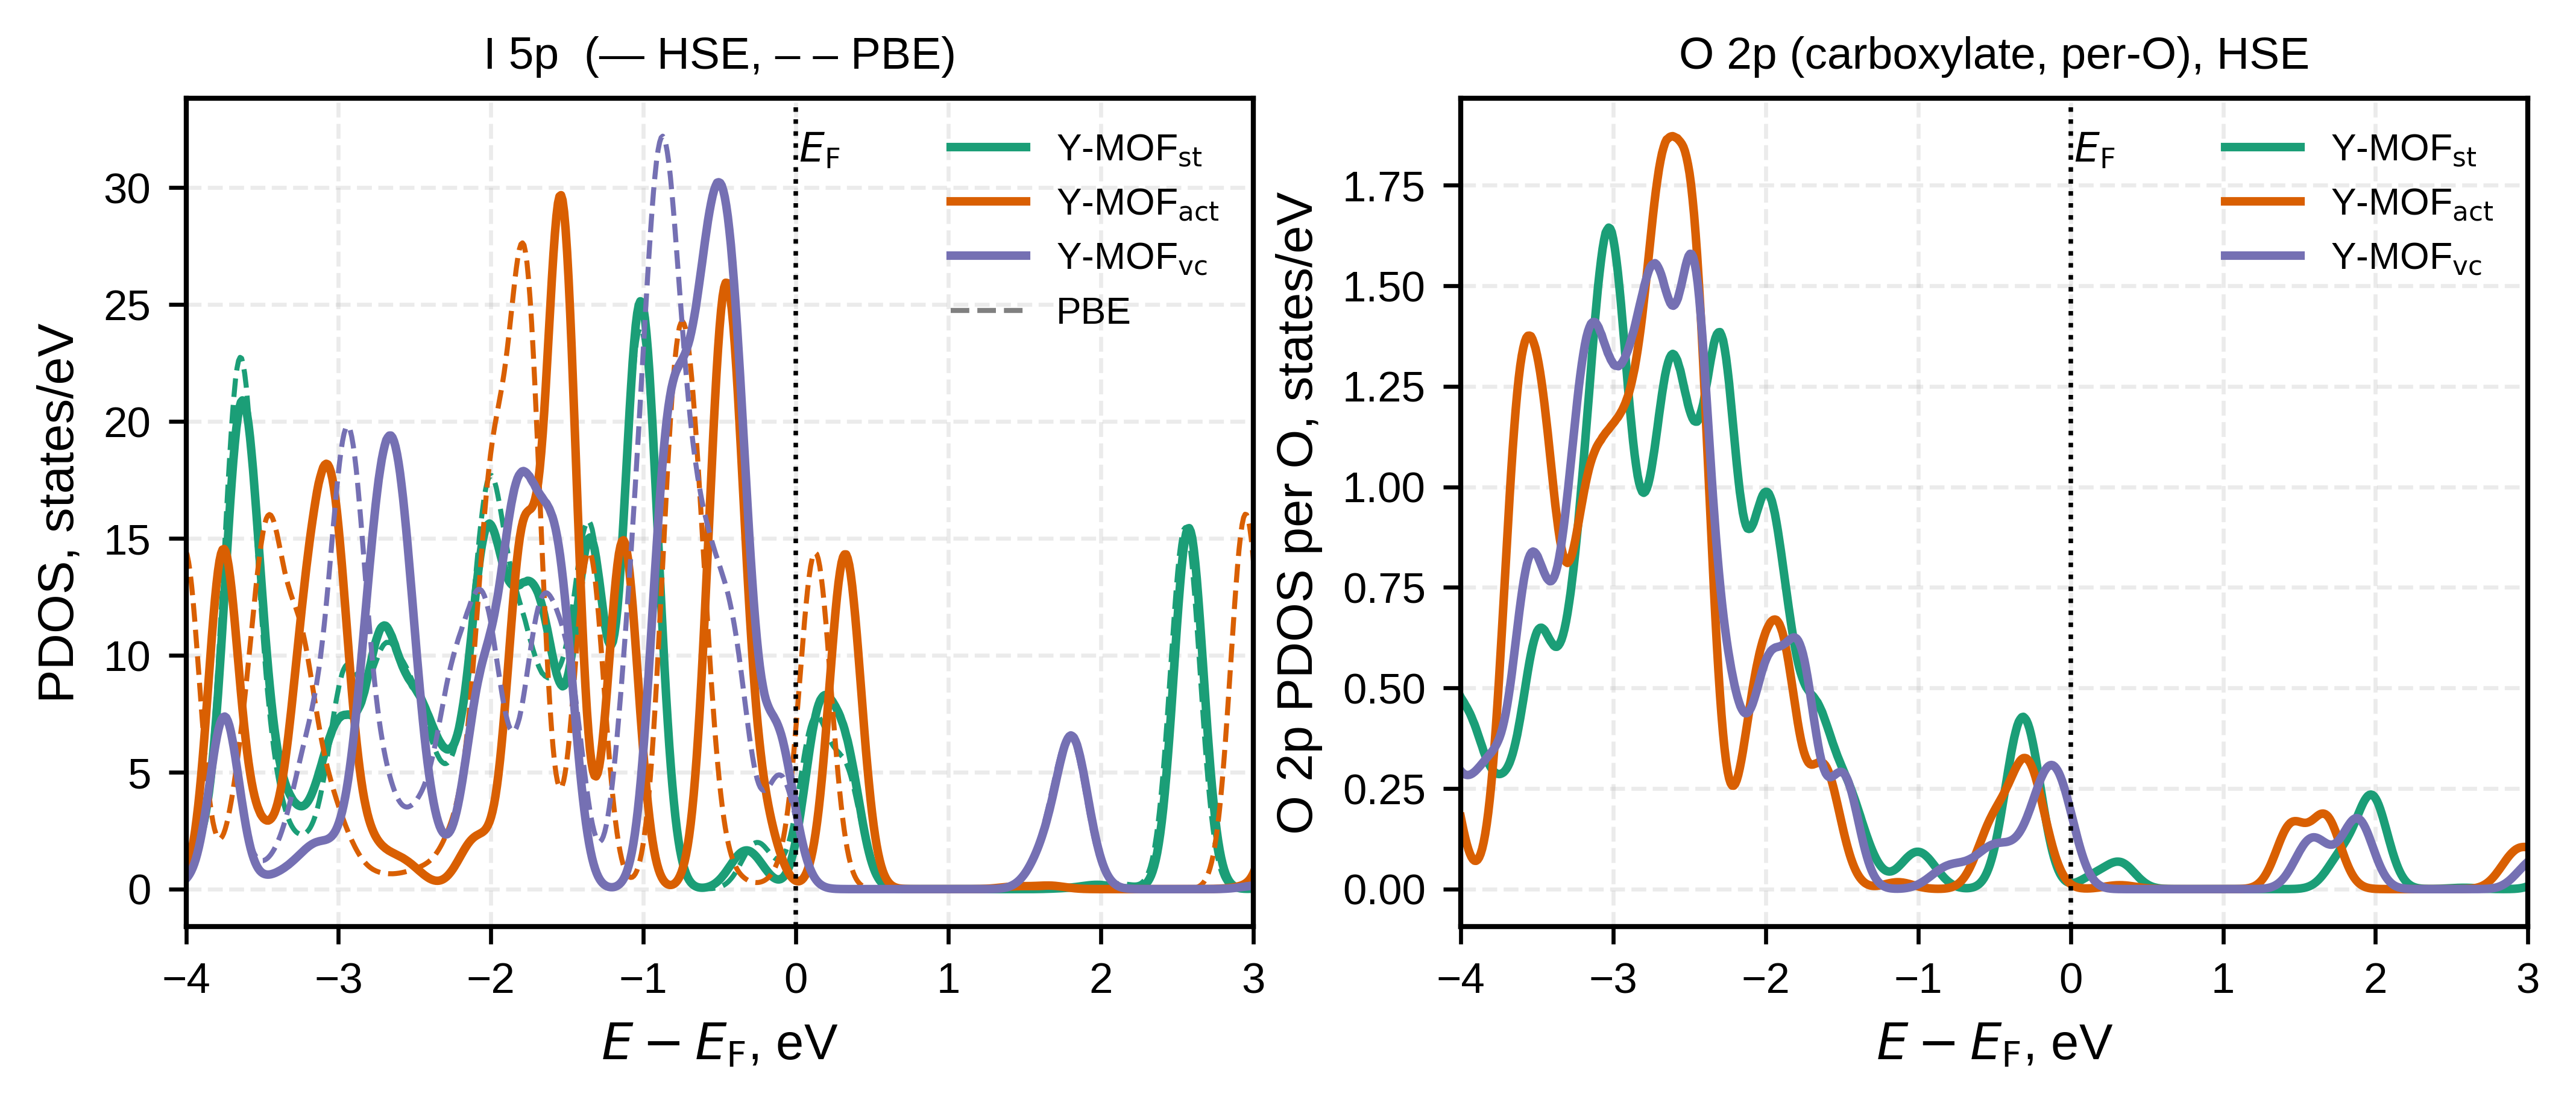 I 5p (— HSE, – – PBE)
PDOS, states/eV
30
25
20
15
10
5
0
−4
−3
−2
−1
0
1
2
3
E − E_F, eV
E_F
Y-MOF_st
Y-MOF_act
Y-MOF_vc
PBE
O 2p (carboxylate, per-O), HSE
O 2p PDOS per O, states/eV
1.75
1.50
1.25
1.00
0.75
0.50
0.25
0.00
−4
−3
−2
−1
0
1
2
3
E − E_F, eV
E_F
Y-MOF_st
Y-MOF_act
Y-MOF_vc